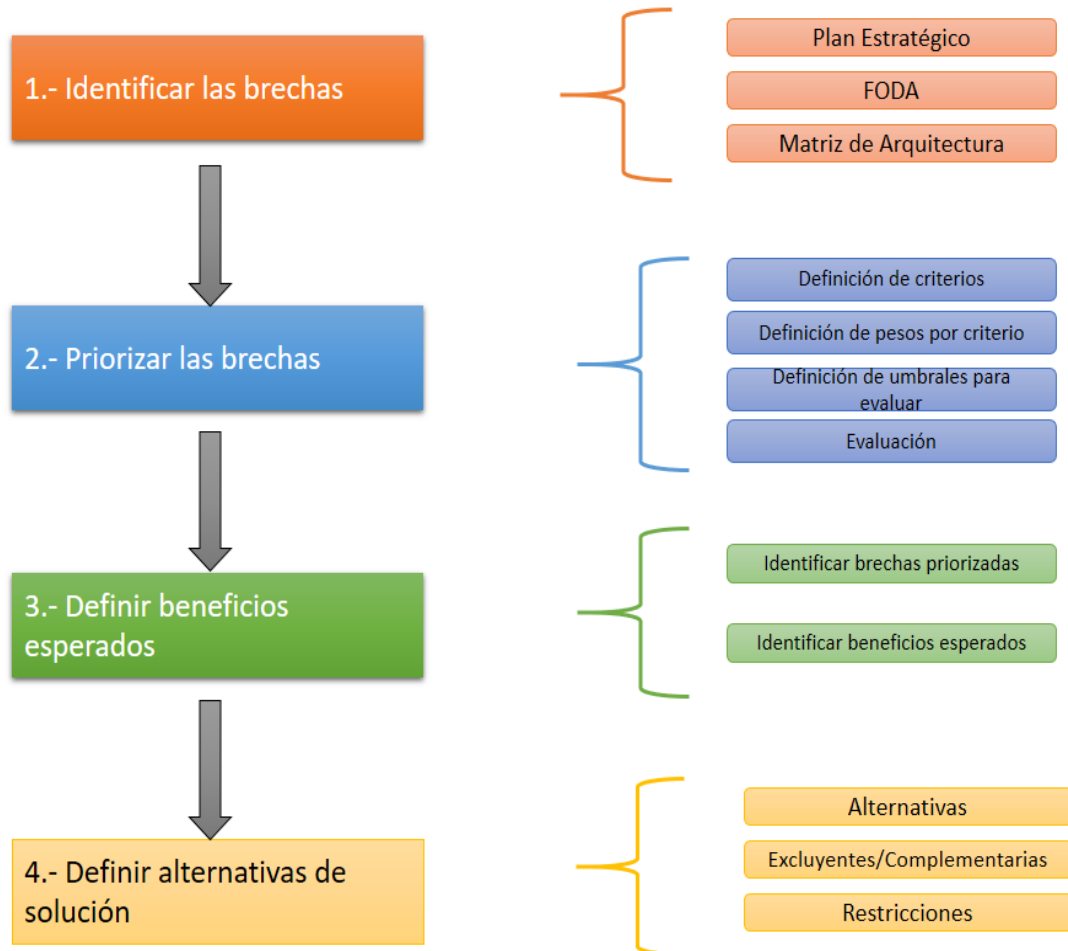 1.- Identificar las brechas
Plan Estratégico
FODA
Matriz de Arquitectura
2.- Priorizar las brechas
Definición de criterios
Definición de pesos por criterio
Definición de umbrales para
evaluar
Evaluación
3.- Definir beneficios
esperados
Identificar brechas priorizadas
Identificar beneficios esperados
4.- Definir alternativas de
solución
Alternativas
Excluyentes/Complementarias
Restricciones